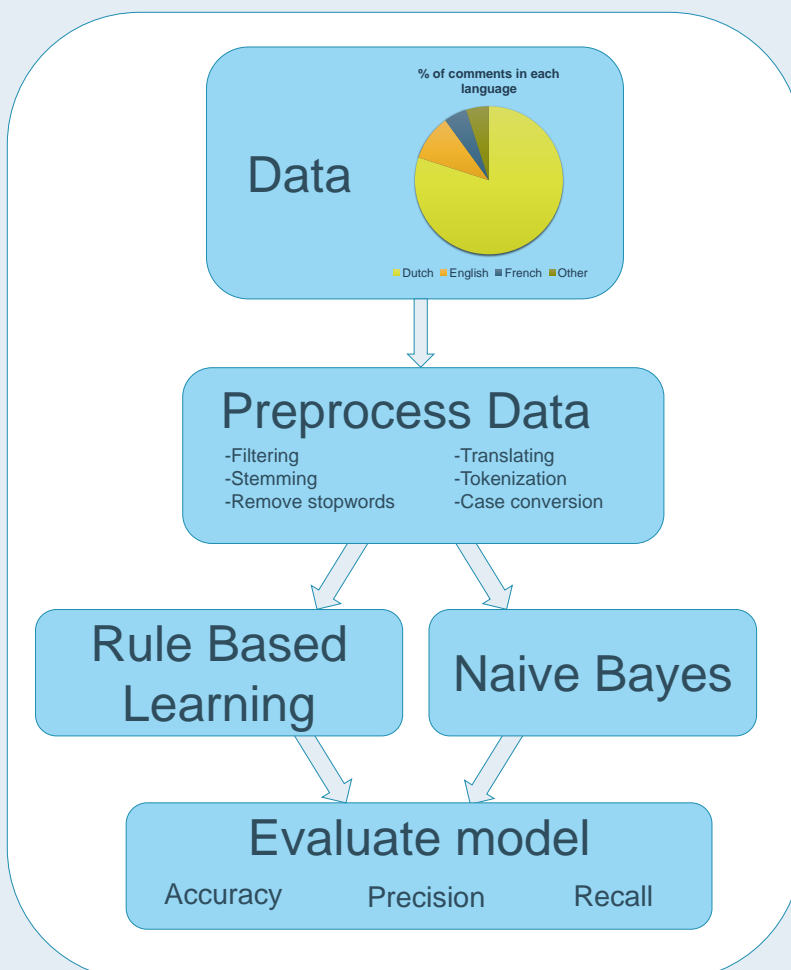 % of comments in each
language
Data
Dutch English French Other
Preprocess Data
-Filtering
-Stemming
-Remove stopwords
-Translating
-Tokenization
-Case conversion
Rule Based
Learning
Naive Bayes
Evaluate model
Accuracy Precision Recall